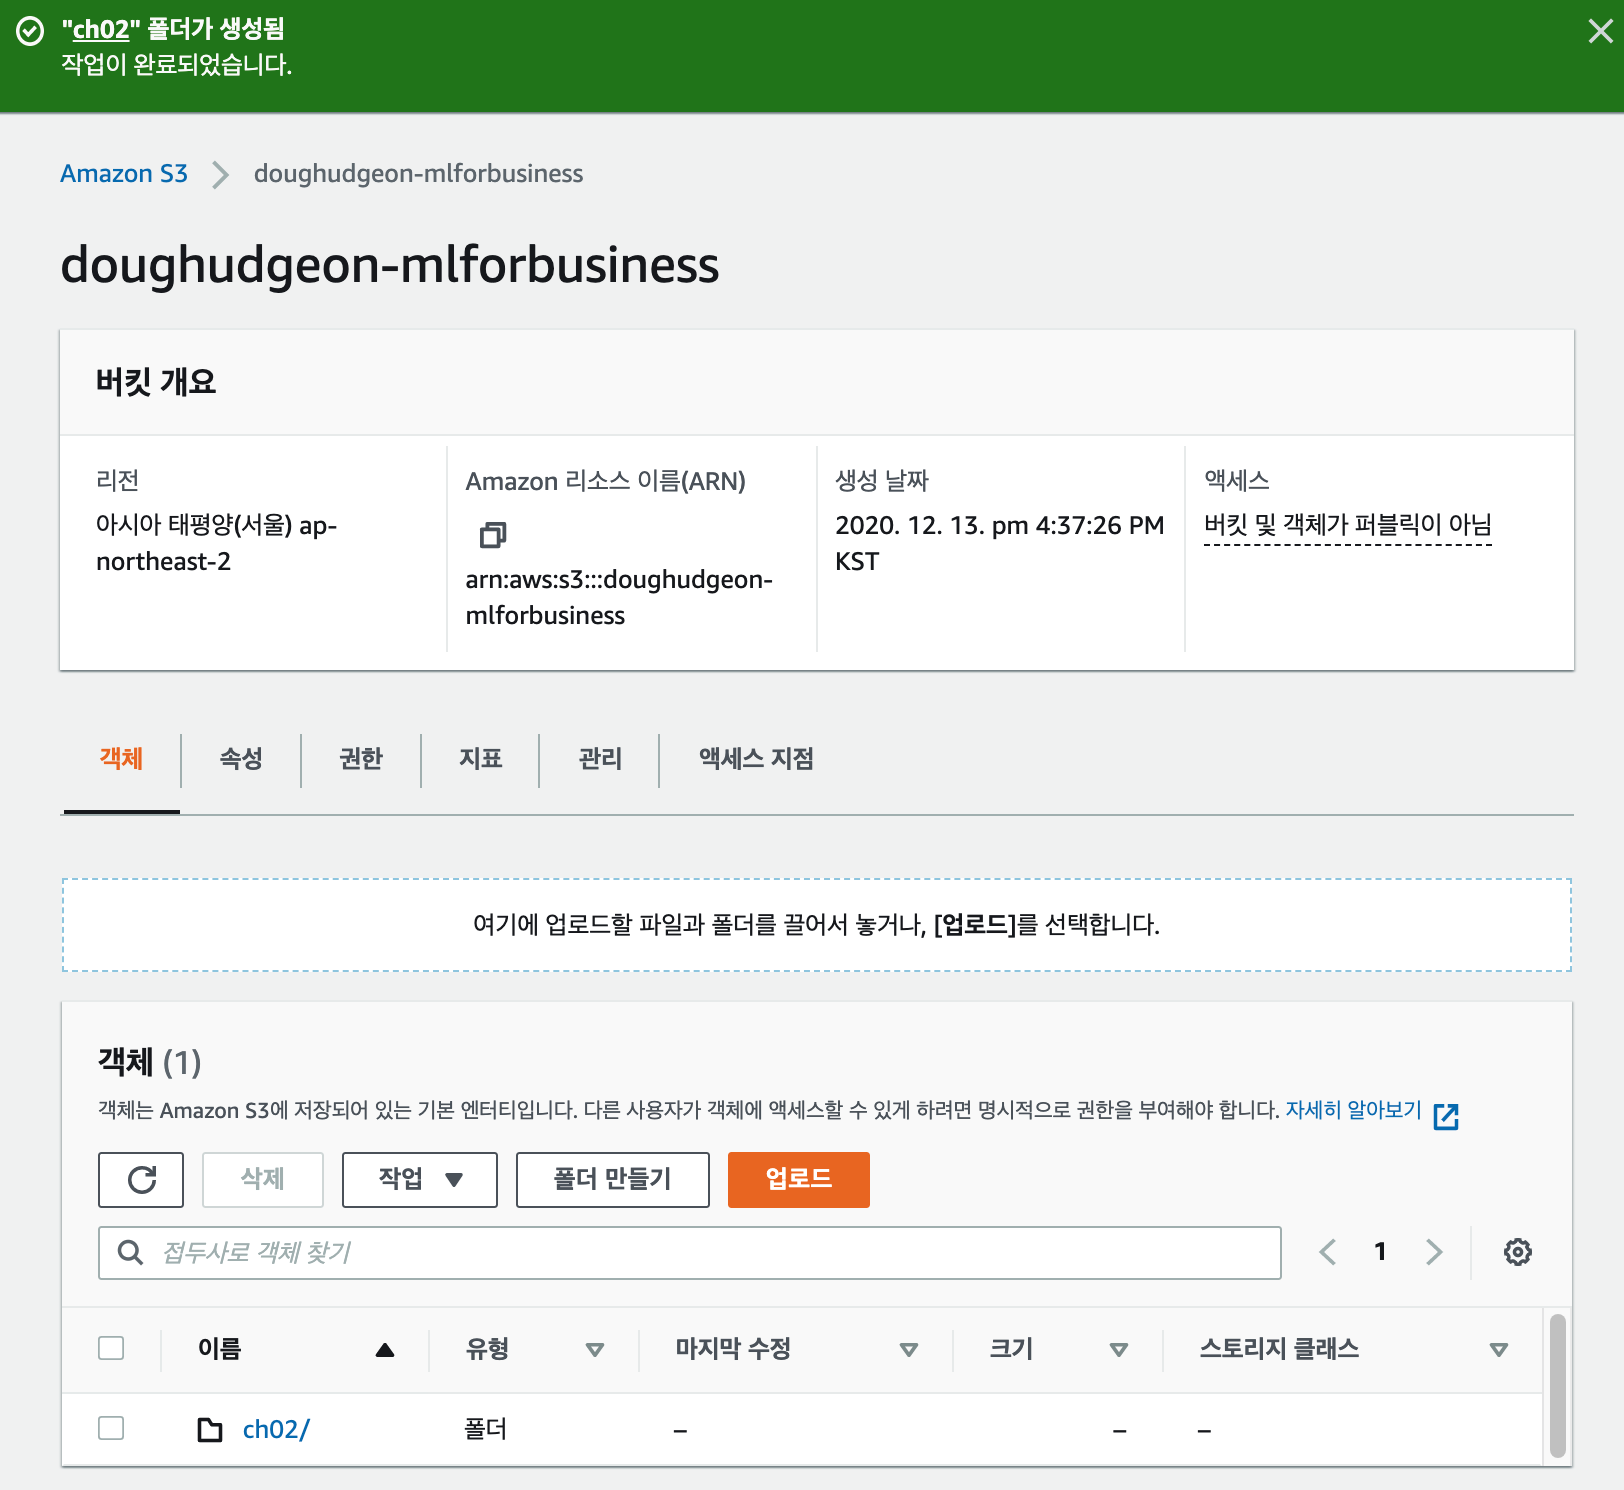 "ch02" 폴더가 생성됨
작업이 완료되었습니다.
Amazon S3
doughudgeon-mlforbusiness
doughudgeon-mlforbusiness
버킷 개요
리전
아시아 태평양(서울) ap-
northeast-2
Amazon 리소스 이름(ARN)
arn:aws:s3:::doughudgeon-
mlforbusiness
생성 날짜
2020. 12. 13. pm 4:37:26 PM
KST
액세스
버킷 및 객체가 퍼블릭이 아님
객체
속성
권한
지표
관리
액세스 지점
여기에 업로드할 파일과 폴더를 끌어서 놓거나, [업로드]를 선택합니다.
객체 (1)
객체는 Amazon S3에 저장되어 있는 기본 엔터티입니다. 다른 사용자가 객체에 액세스할 수 있게 하려면 명시적으로 권한을 부여해야 합니다. 자세히 알아보기
삭제
작업
폴더 만들기
업로드
접두사로 객체 찾기
1
이름
유형
마지막 수정
크기
스토리지 클래스
ch02/
폴더
–
–
–